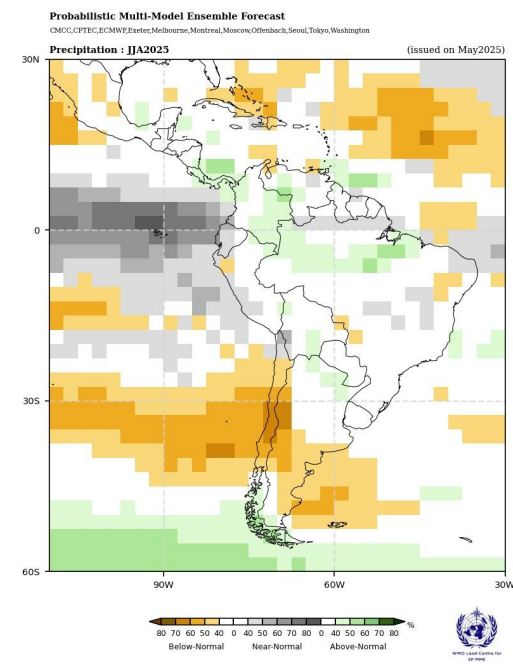 Probabilistic Multi-Model Ensemble Forecast
CMCC,CPTEC,ECMWF,Exeter,Melbourne,Montreal,Moscow,Offenbach,Seoul,Tokyo,Washington
Precipitation : JJA2025 (issued on May2025)
30N
0
30S
60S
90W 60W 30W
80 70 60 50 40 0 40 50 60 70 80 0 40 50 60 70 80 %
Below-Normal Near-Normal Above-Normal
WMO Lead Centre for
SP MME